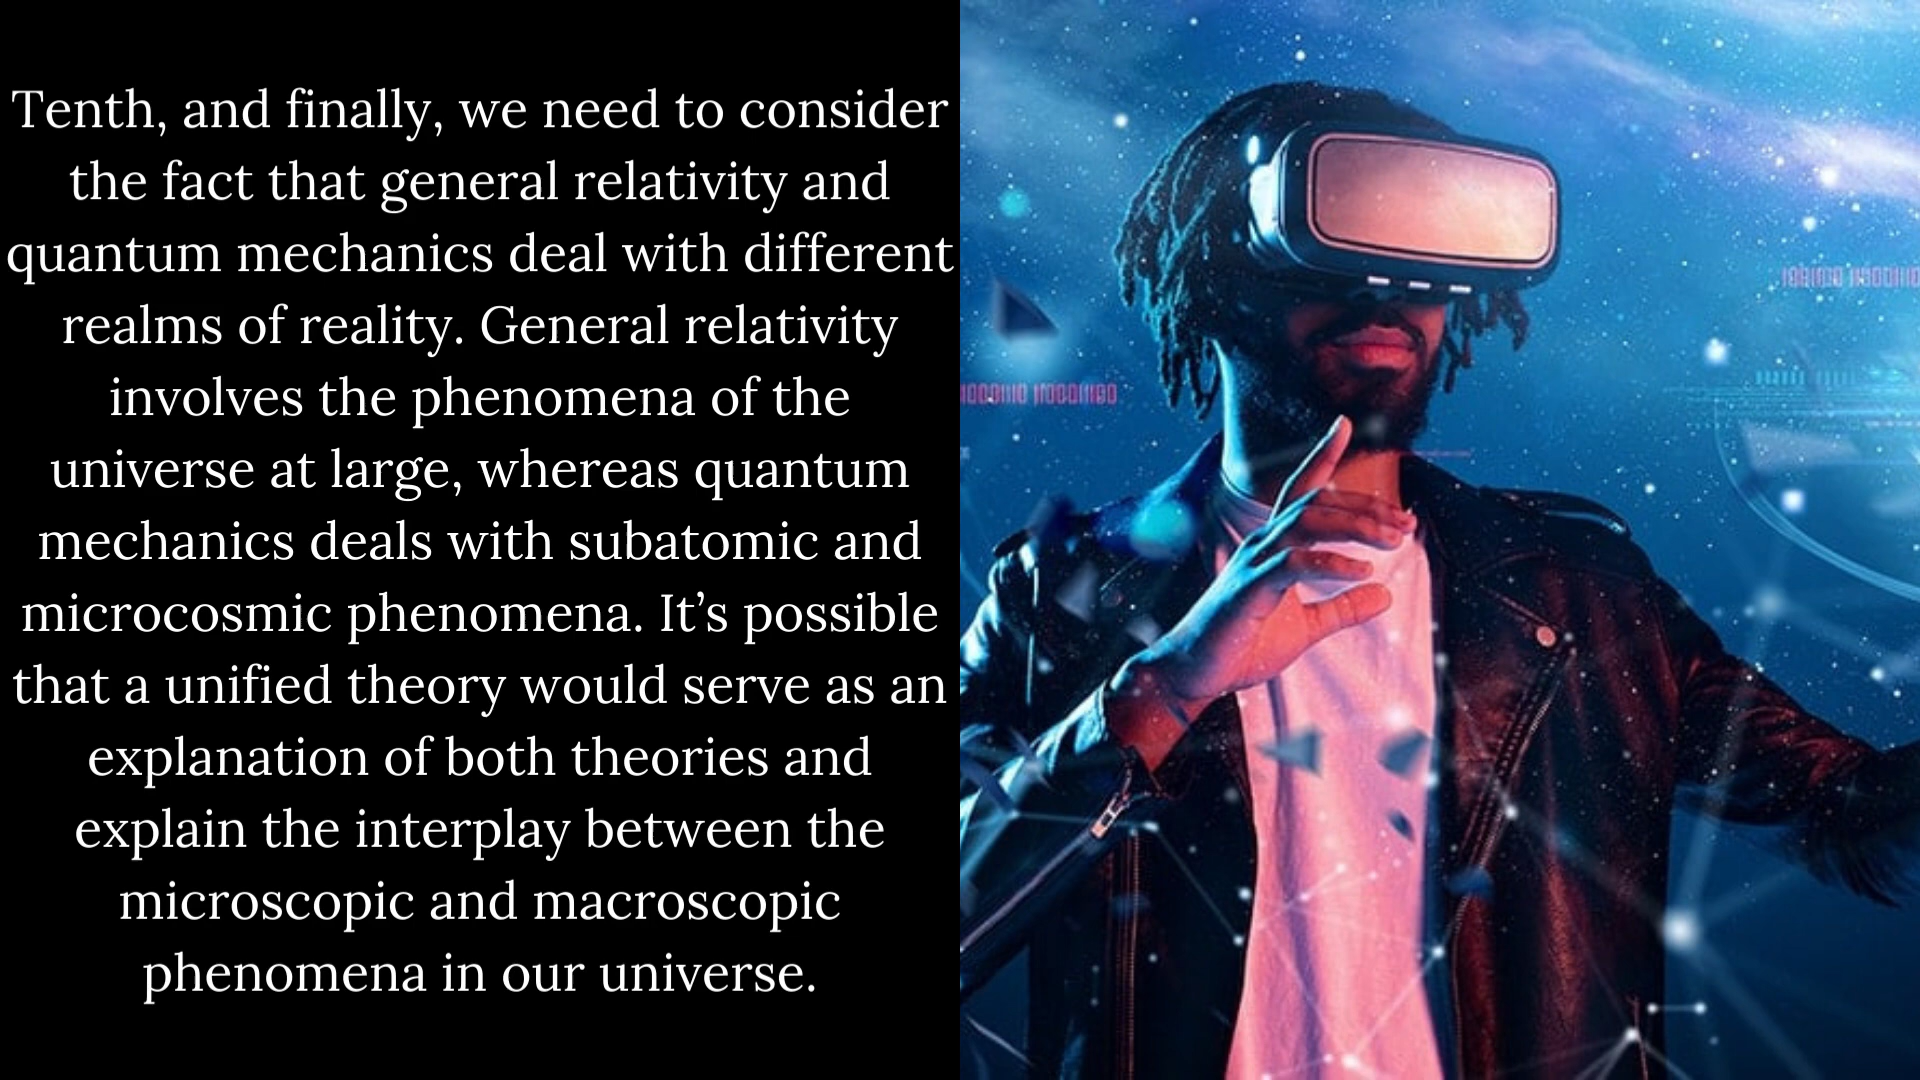 Tenth, and finally, we need to consider
the fact that general relativity and
quantum mechanics deal with different
realms of reality. General relativity
involves the phenomena of the
universe at large, whereas quantum
mechanics deals with subatomic and
microcosmic phenomena. It’s possible
that a unified theory would serve as an
explanation of both theories and
explain the interplay between the
microscopic and macroscopic
phenomena in our universe.